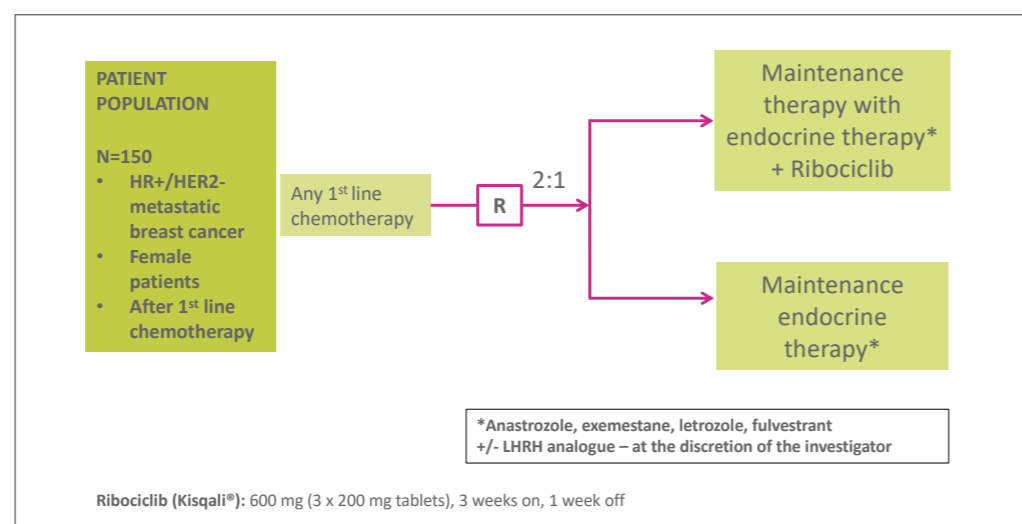 PATIENT
POPULATION
N=150
• HR+/HER2-
metastatic
breast cancer
• Female
patients
• After 1st line
chemotherapy
Any 1st line
chemotherapy
R
2:1
Maintenance
therapy with
endocrine therapy*
+ Ribociclib
Maintenance
endocrine
therapy*
*Anastrozole, exemestane, letrozole, fulvestrant
+/- LHRH analogue – at the discretion of the investigator
Ribociclib (Kisqali®): 600 mg (3 x 200 mg tablets), 3 weeks on, 1 week off